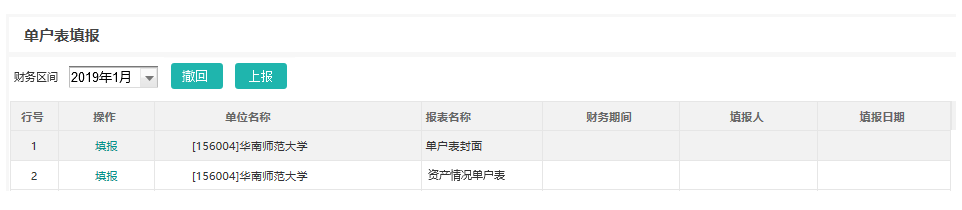 单户表填报
财务区间 2019年1月 撤回 上报
行号 操作 单位名称 报表名称 财务期间 填报人 填报日期
1 填报 [156004]华南师范大学 单户表封面
2 填报 [156004]华南师范大学 资产情况单户表